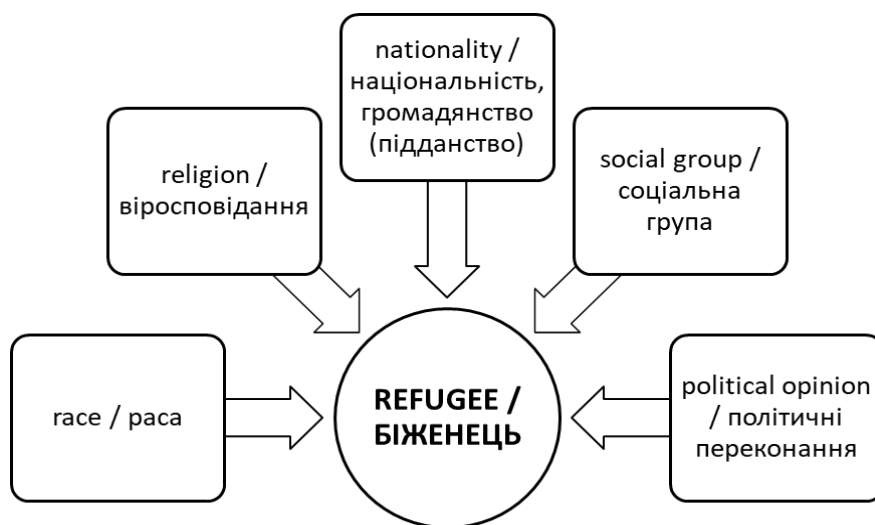 nationality /
національність,
громадянство
(підданство)
religion /
віросповідання
social group /
соціальна
група
race / раса
REFUGEE /
БІЖЕНЕЦЬ
political opinion
/ політичні
переконання